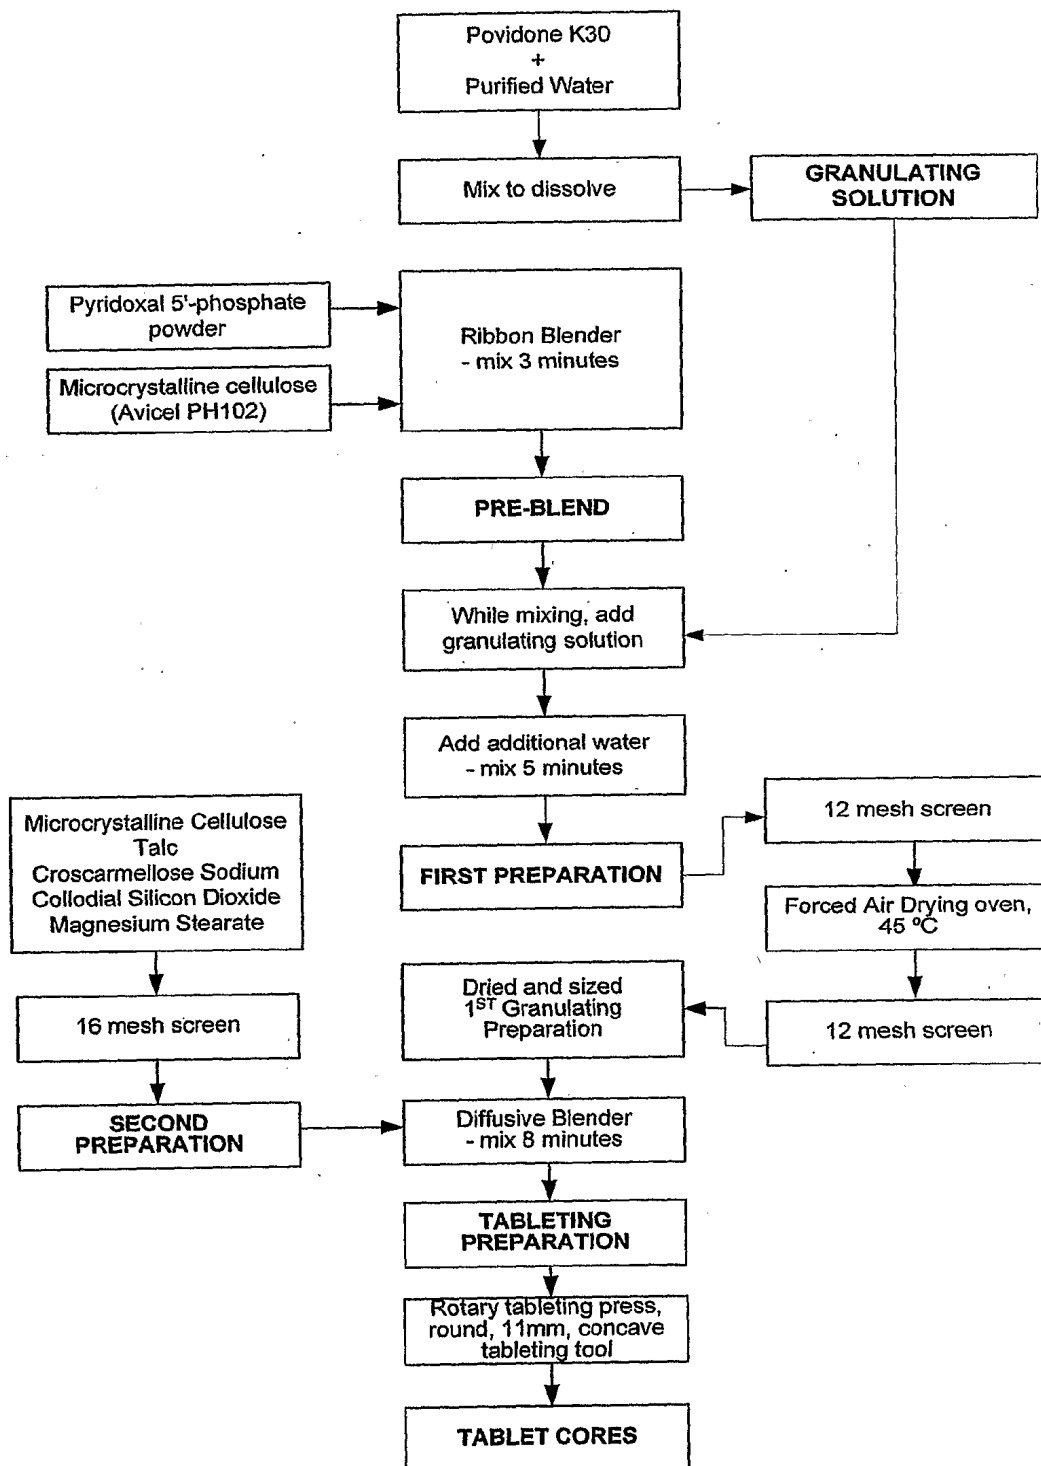 Povidone K30
+
Purified Water
Mix to dissolve
GRANULATING
SOLUTION
Pyridoxal 5'-phosphate
powder
Ribbon Blender
- mix 3 minutes
Microcrystalline cellulose
(Avicel PH102)
PRE-BLEND
While mixing, add
granulating solution
Add additional water
- mix 5 minutes
Microcrystalline Cellulose
Talc
Croscarmellose Sodium
Collodial Silicon Dioxide
Magnesium Stearate
12 mesh screen
FIRST PREPARATION
Forced Air Drying oven,
45 ºC
Dried and sized
1ST Granulating
Preparation
16 mesh screen
12 mesh screen
SECOND
PREPARATION
Diffusive Blender
- mix 8 minutes
TABLETING
PREPARATION
Rotary tableting press,
round, 11mm, concave
tableting tool
TABLET CORES